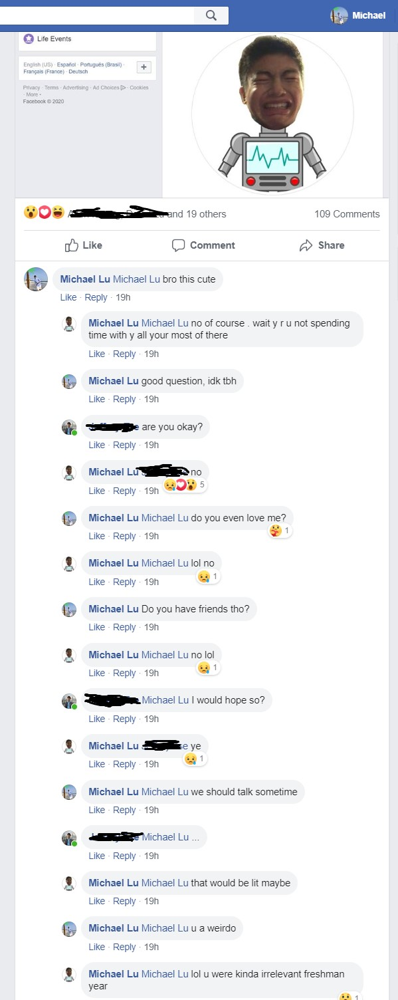 Michael
Life Events
English (US) · Español · Português (Brasil) ·
Français (France) · Deutsch
Privacy · Terms · Advertising · Ad Choices · Cookies
· More
Facebook © 2020
and 19 others
109 Comments
Like Comment Share
Michael Lu Michael Lu bro this cute
Like · Reply · 19h
Michael Lu Michael Lu no of course . wait y r u not spending
time with y all your most of there
Like · Reply · 19h
Michael Lu good question, idk tbh
Like · Reply · 19h
are you okay?
Like · Reply · 19h
Michael Lu no
Like · Reply · 19h 5
Michael Lu Michael Lu do you even love me?
Like · Reply · 19h 1
Michael Lu Michael Lu lol no
Like · Reply · 19h 1
Michael Lu Do you have friends tho?
Like · Reply · 19h
Michael Lu Michael Lu no lol
Like · Reply · 19h 1
Michael Lu I would hope so?
Like · Reply · 19h
Michael Lu ye
Like · Reply · 19h 1
Michael Lu Michael Lu we should talk sometime
Like · Reply · 19h
Michael Lu ...
Like · Reply · 19h
Michael Lu Michael Lu that would be lit maybe
Like · Reply · 19h
Michael Lu Michael Lu u a weirdo
Like · Reply · 19h
Michael Lu Michael Lu lol u were kinda irrelevant freshman
year
1